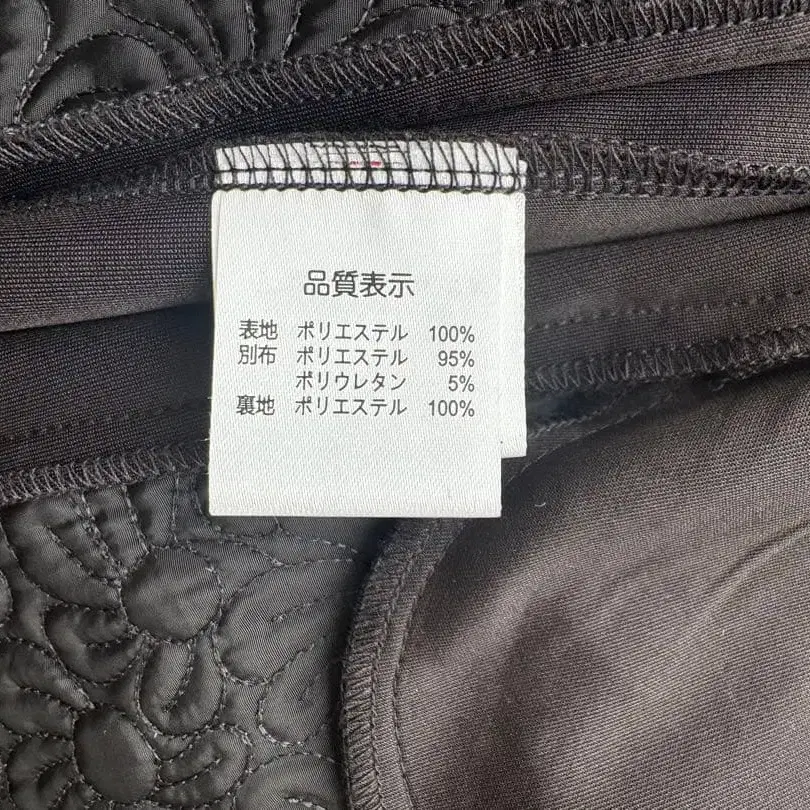 品質表示
表地 ポリエステル 100%
別布 ポリエステル 95%
ポリウレタン 5%
裏地 ポリエステル 100%